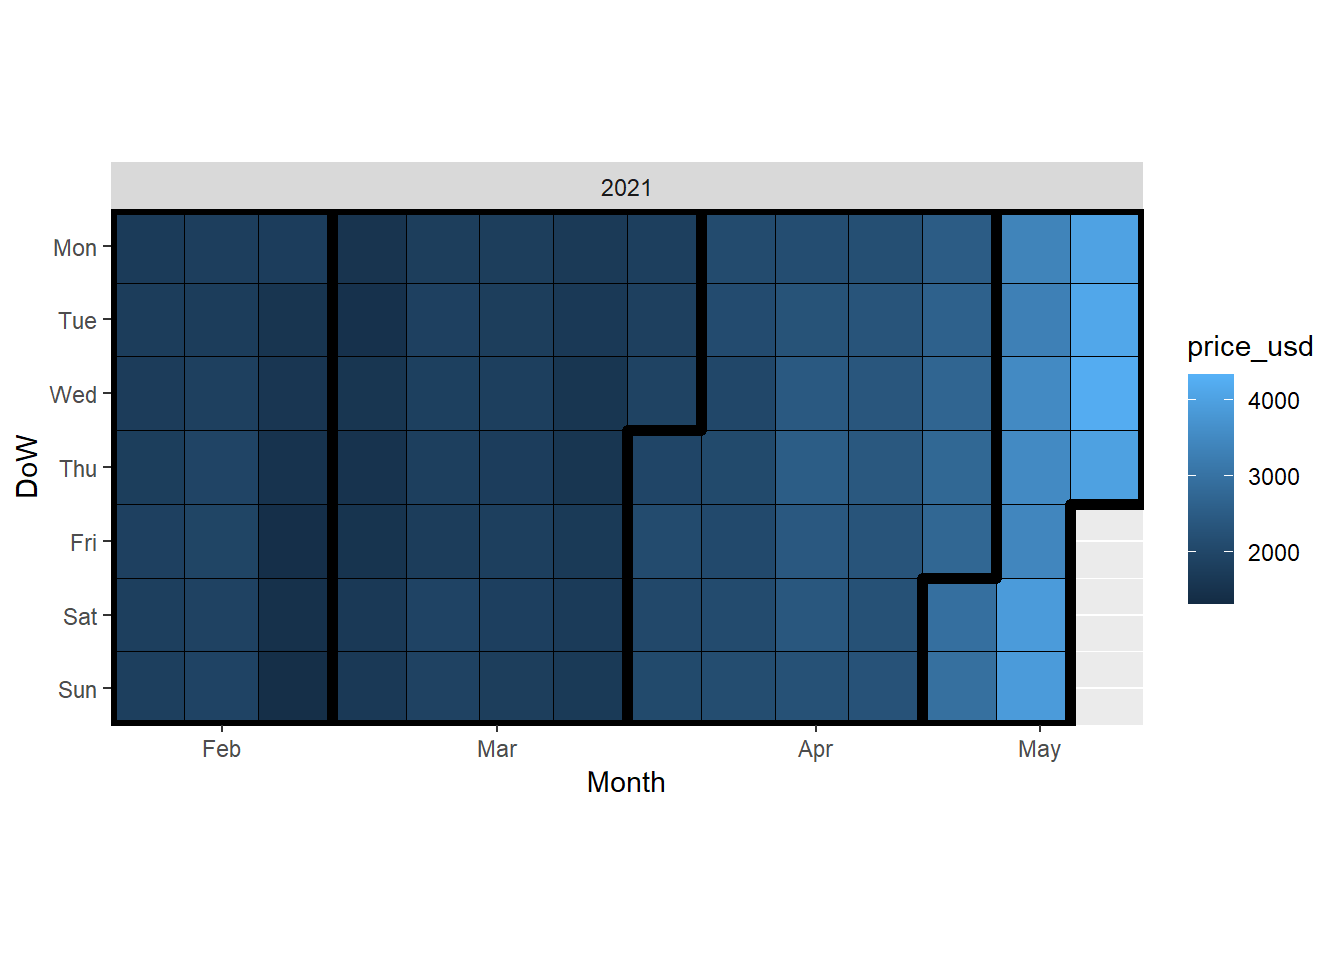 2021
Mon
Tue
Wed
Thu
Fri
Sat
Sun
DoW
Feb Mar Apr May
Month
price_usd
4000
3000
2000